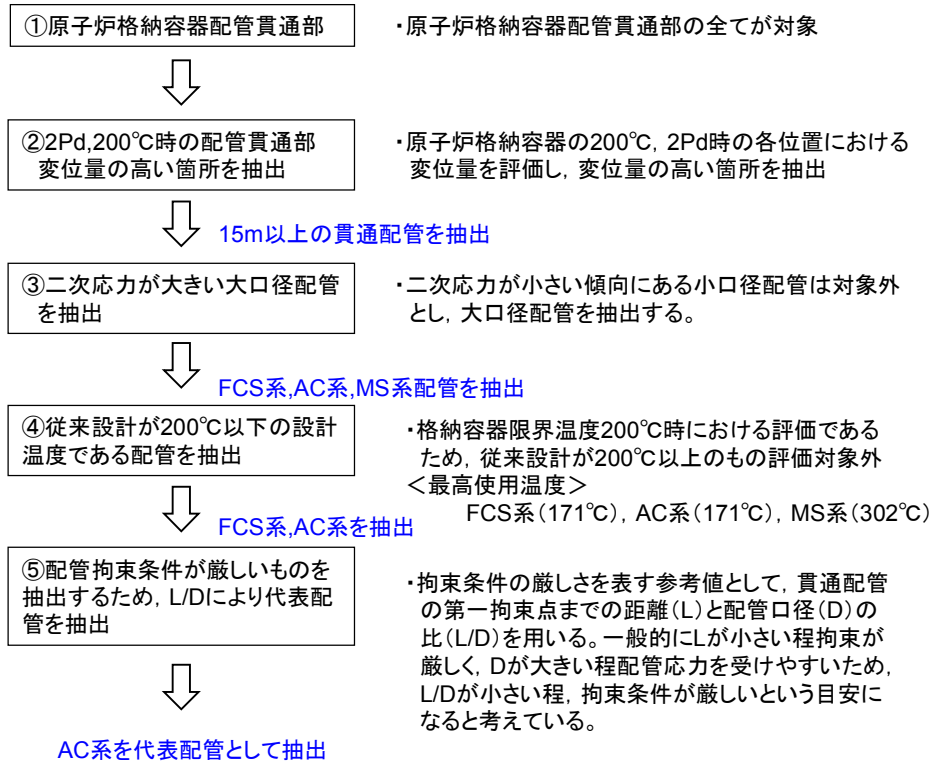 ①原子炉格納容器配管貫通部
・原子炉格納容器配管貫通部の全てが対象
②2Pd,200℃時の配管貫通部
変位量の高い箇所を抽出
・原子炉格納容器の200℃，2Pd時の各位置における
変位量を評価し，変位量の高い箇所を抽出
15m以上の貫通配管を抽出
③二次応力が大きい大口径配管
を抽出
・二次応力が小さい傾向にある小口径配管は対象外
とし，大口径配管を抽出する。
FCS系,AC系,MS系配管を抽出
④従来設計が200℃以下の設計
温度である配管を抽出
・格納容器限界温度200℃時における評価である
ため，従来設計が200℃以上のもの評価対象外
＜最高使用温度＞
FCS系（171℃），AC系（171℃），MS系（302℃）
FCS系,AC系を抽出
⑤配管拘束条件が厳しいものを
抽出するため，L/Dにより代表配
管を抽出
・拘束条件の厳しさを表す参考値として，貫通配管
の第一拘束点までの距離（L）と配管口径（D）の
比（L/D）を用いる。一般的にLが小さい程拘束が
厳しく，Dが大きい程配管応力を受けやすいため，
L/Dが小さい程，拘束条件が厳しいという目安に
なると考えている。
AC系を代表配管として抽出